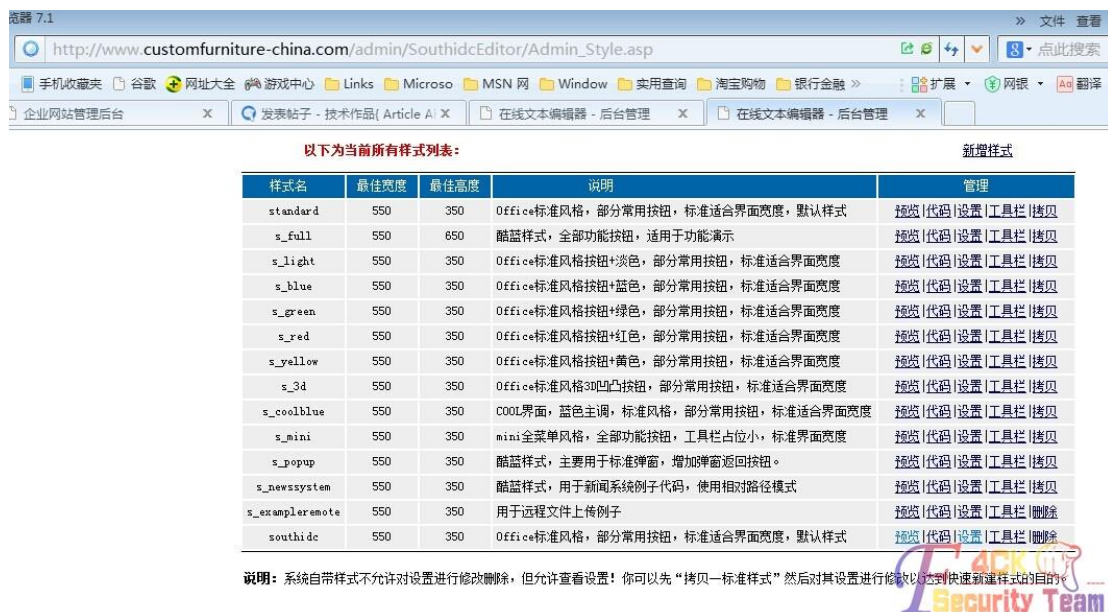 览器 7.1
» 文件 查看
http://www.customfurniture-china.com/admin/SouthidcEditor/Admin_Style.asp
8 点此搜索
手机收藏夹 谷歌 网址大全 游戏中心 Links Microso MSN 网 Window 实用查询 淘宝购物 银行金融 » 扩展 网银 翻译
企业网站管理后台 x 发表帖子 - 技术作品( Article A X 在线文本编辑器 - 后台管理 x 在线文本编辑器 - 后台管理 x
以下为当前所有样式列表： 新增样式
样式名 最佳宽度 最佳高度 说明 管理
standard 550 350 Office标准风格，部分常用按钮，标准适合界面宽度，默认样式 预览|代码|设置|工具栏|拷贝
s_full 550 650 酷蓝样式，全部功能按钮，适用于功能演示 预览|代码|设置|工具栏|拷贝
s_light 550 350 Office标准风格按钮+淡色，部分常用按钮，标准适合界面宽度 预览|代码|设置|工具栏|拷贝
s_blue 550 350 Office标准风格按钮+蓝色，部分常用按钮，标准适合界面宽度 预览|代码|设置|工具栏|拷贝
s_green 550 350 Office标准风格按钮+绿色，部分常用按钮，标准适合界面宽度 预览|代码|设置|工具栏|拷贝
s_red 550 350 Office标准风格按钮+红色，部分常用按钮，标准适合界面宽度 预览|代码|设置|工具栏|拷贝
s_yellow 550 350 Office标准风格按钮+黄色，部分常用按钮，标准适合界面宽度 预览|代码|设置|工具栏|拷贝
s_3d 550 350 Office标准风格3D凹凸按钮，部分常用按钮，标准适合界面宽度 预览|代码|设置|工具栏|拷贝
s_coolblue 550 350 COOL界面，蓝色主调，标准风格，部分常用按钮，标准适合界面宽度 预览|代码|设置|工具栏|拷贝
s_mini 550 350 mini全菜单风格，全部功能按钮，工具栏占位小，标准界面宽度 预览|代码|设置|工具栏|拷贝
s_popup 550 350 酷蓝样式，主要用于标准弹窗，增加弹窗返回按钮。 预览|代码|设置|工具栏|拷贝
s_newssystem 550 350 酷蓝样式，用于新闻系统例子代码，使用相对路径模式 预览|代码|设置|工具栏|拷贝
s_exampleremote 550 350 用于远程文件上传例子 预览|代码|设置|工具栏|删除
southidc 550 350 Office标准风格，部分常用按钮，标准适合界面宽度，默认样式 预览|代码|设置|工具栏|删除
说明：系统自带样式不允许对设置进行修改删除，但允许查看设置！你可以先“拷贝一标准样式”然后对其设置进行修改以达到快速新建样式的目的。
F4CK
Security Team